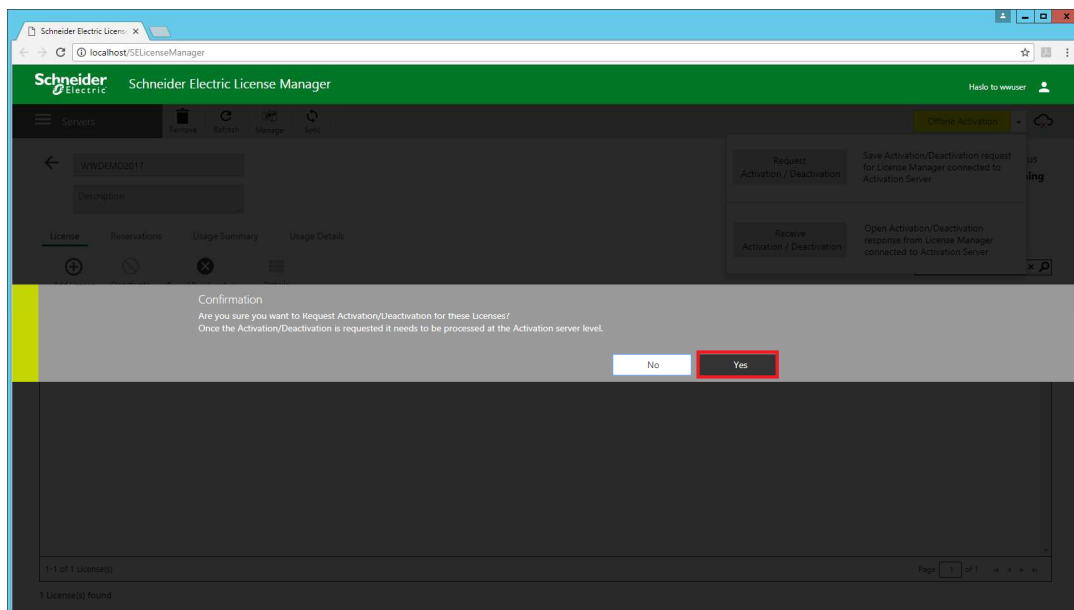 Schneider Electric Licens
localhost/SELicenseManager
Schneider
Electric
Schneider Electric License Manager
Haslo to wwuser
Servers
Remove
Refresh
Manage
Sync
Offline Activation
WWDEMO2017
Description
Request
Activation / Deactivation
Save Activation/Deactivation request
for License Manager connected to
Activation Server
us
ning
Receive
Activation / Deactivation
Open Activation/Deactivation
response from License Manager
connected to Activation Server
License
Reservations
Usage Summary
Usage Details
Confirmation
Are you sure you want to Request Activation/Deactivation for these Licenses?
Once the Activation/Deactivation is requested it needs to be processed at the Activation server level.
No
Yes
1-1 of 1 License(s)
Page 1 of 1
1 License(s) found